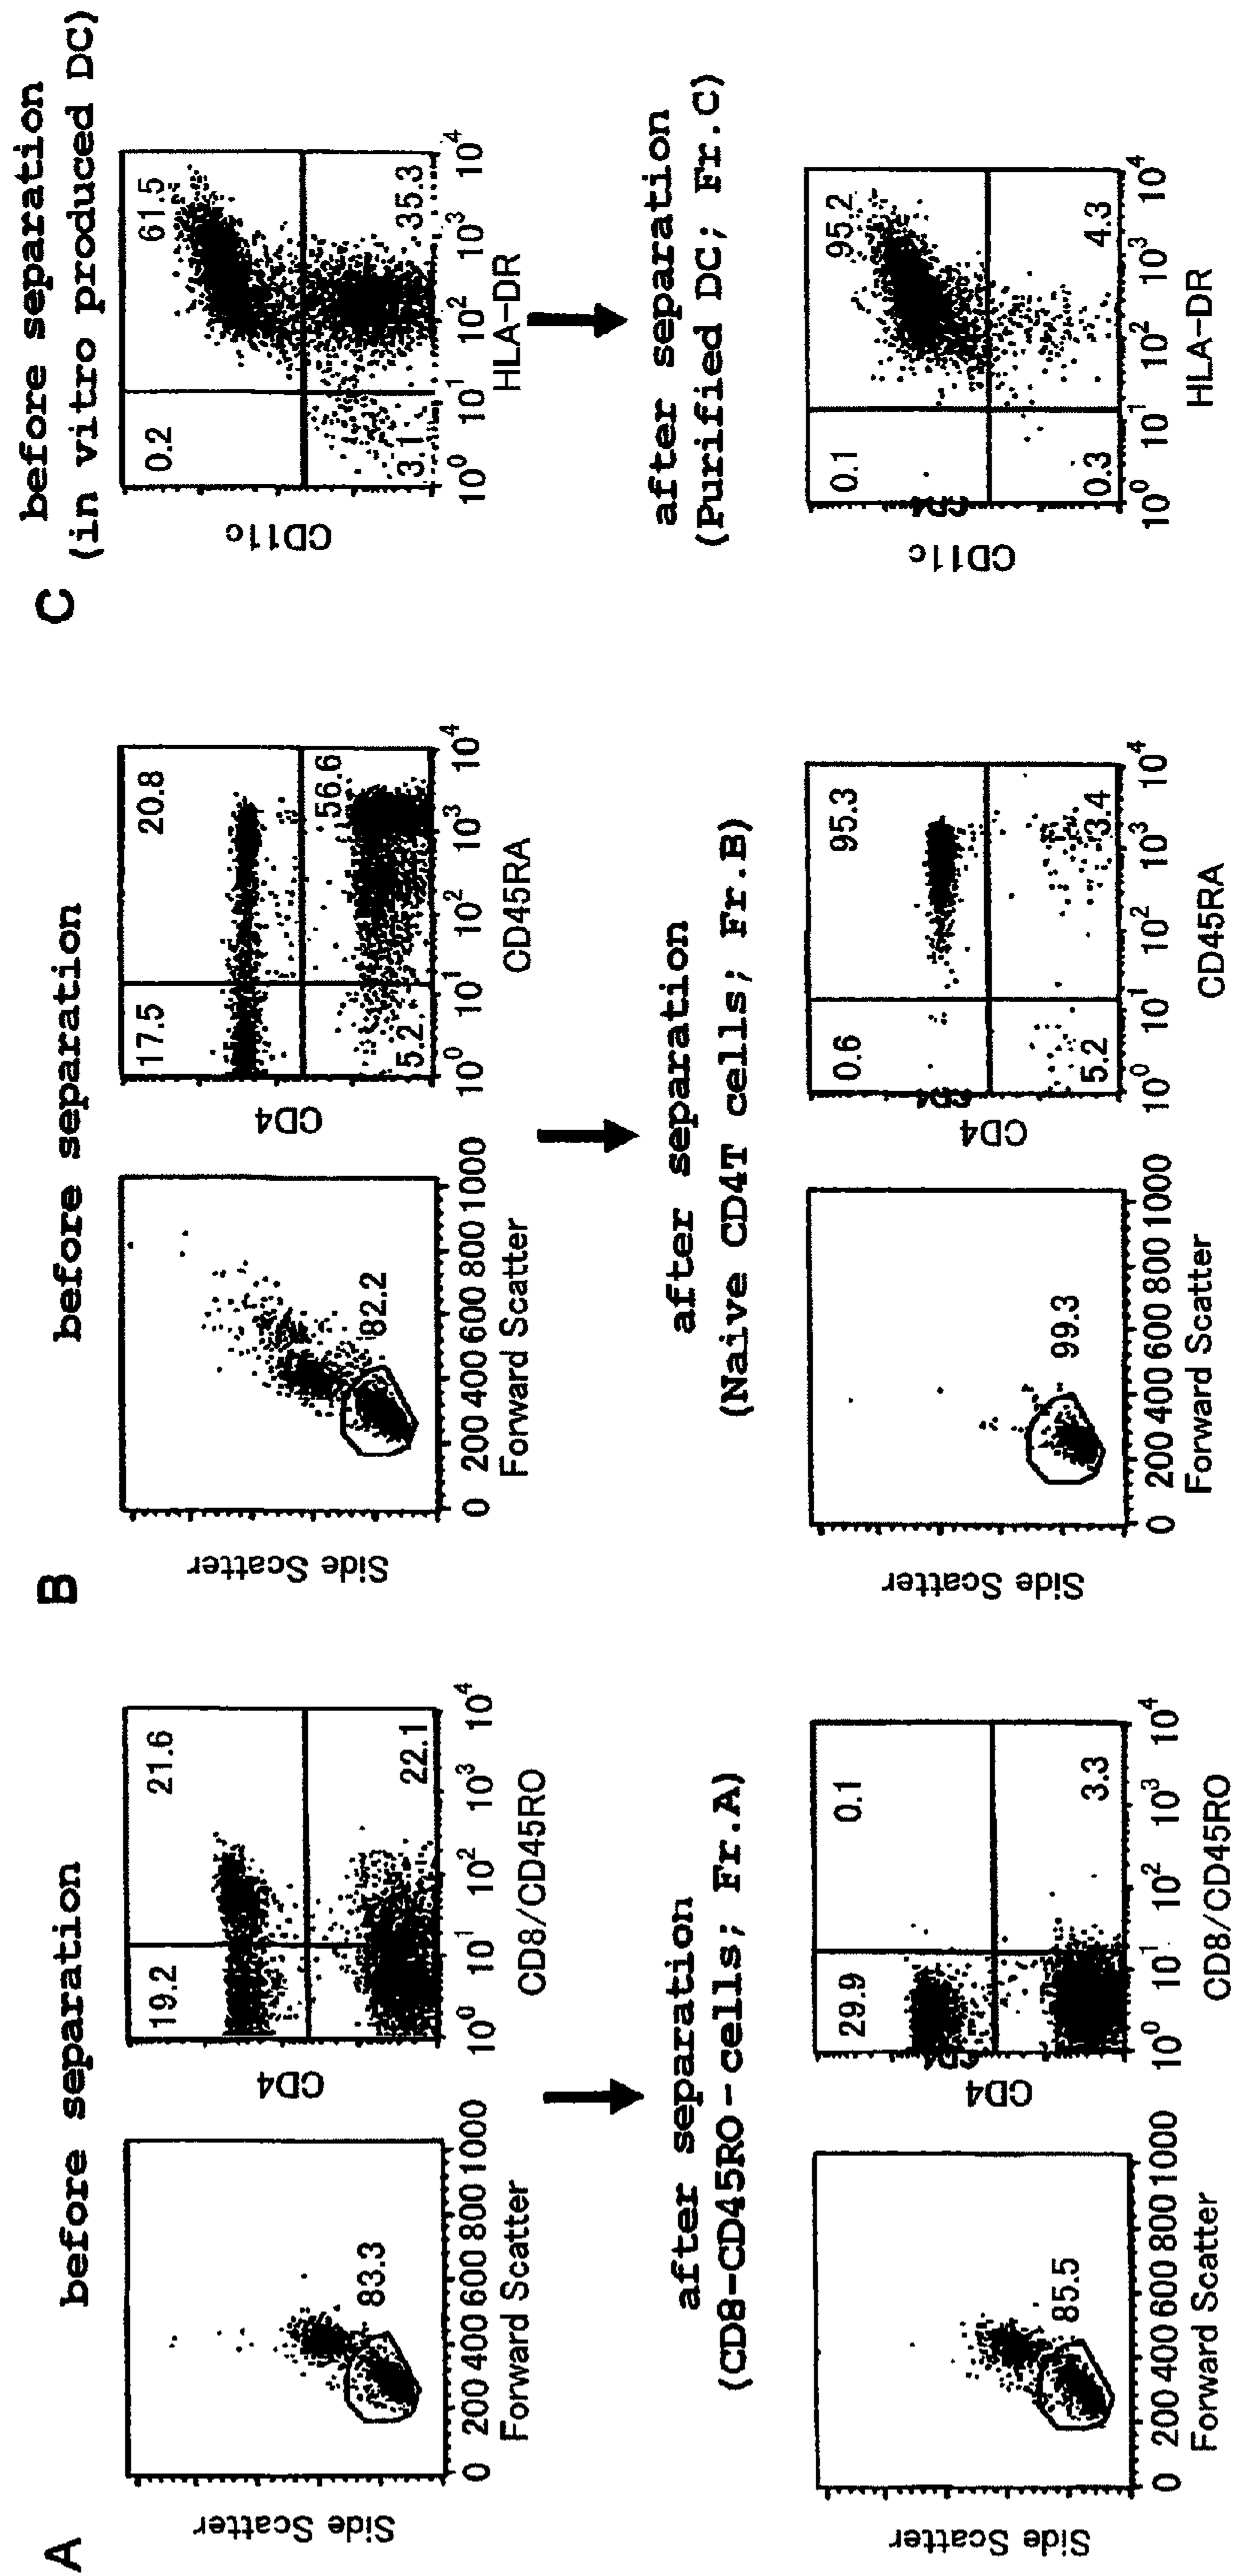 A
before separation
Side Scatter
83.3
0 200 400 600 800 1000
Forward Scatter
CD4
19.2
21.6
22.1
10⁰ 10¹ 10² 10³ 10⁴
CD8/CD45RO
after separation
(CD8-CD45RO-cells; Fr.A)
Side Scatter
85.5
0 200 400 600 800 1000
Forward Scatter
CD4
CD4
29.9
0.1
3.3
10⁰ 10¹ 10² 10³ 10⁴
CD8/CD45RO
B
before separation
Side Scatter
82.2
0 200 400 600 800 1000
Forward Scatter
CD4
17.5
20.8
5.2
56.6
10⁰ 10¹ 10² 10³ 10⁴
CD45RA
after separation
(Naive CD4T cells; Fr.B)
Side Scatter
99.3
0 200 400 600 800 1000
Forward Scatter
CD4
CD4
0.6
95.3
5.2
3.4
10⁰ 10¹ 10² 10³ 10⁴
CD45RA
C
before separation
(in vitro produced DC)
CD11c
0.2
61.5
3.1
35.3
10⁰ 10¹ 10² 10³ 10⁴
HLA-DR
after separation
(Purified DC; Fr.C)
CD11c
CD4
0.1
95.2
0.3
4.3
10⁰ 10¹ 10² 10³ 10⁴
HLA-DR